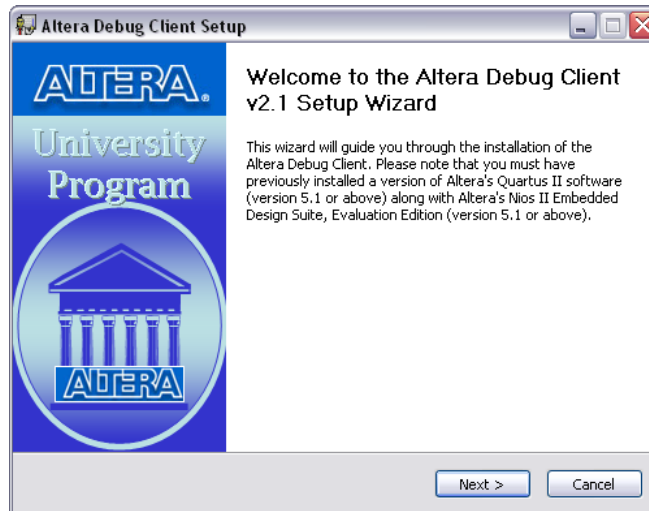 Altera Debug Client Setup
ALTERA®
University
Program
ALTERA
Welcome to the Altera Debug Client
v2.1 Setup Wizard
This wizard will guide you through the installation of the
Altera Debug Client. Please note that you must have
previously installed a version of Altera's Quartus II software
(version 5.1 or above) along with Altera's Nios II Embedded
Design Suite, Evaluation Edition (version 5.1 or above).
Next >
Cancel